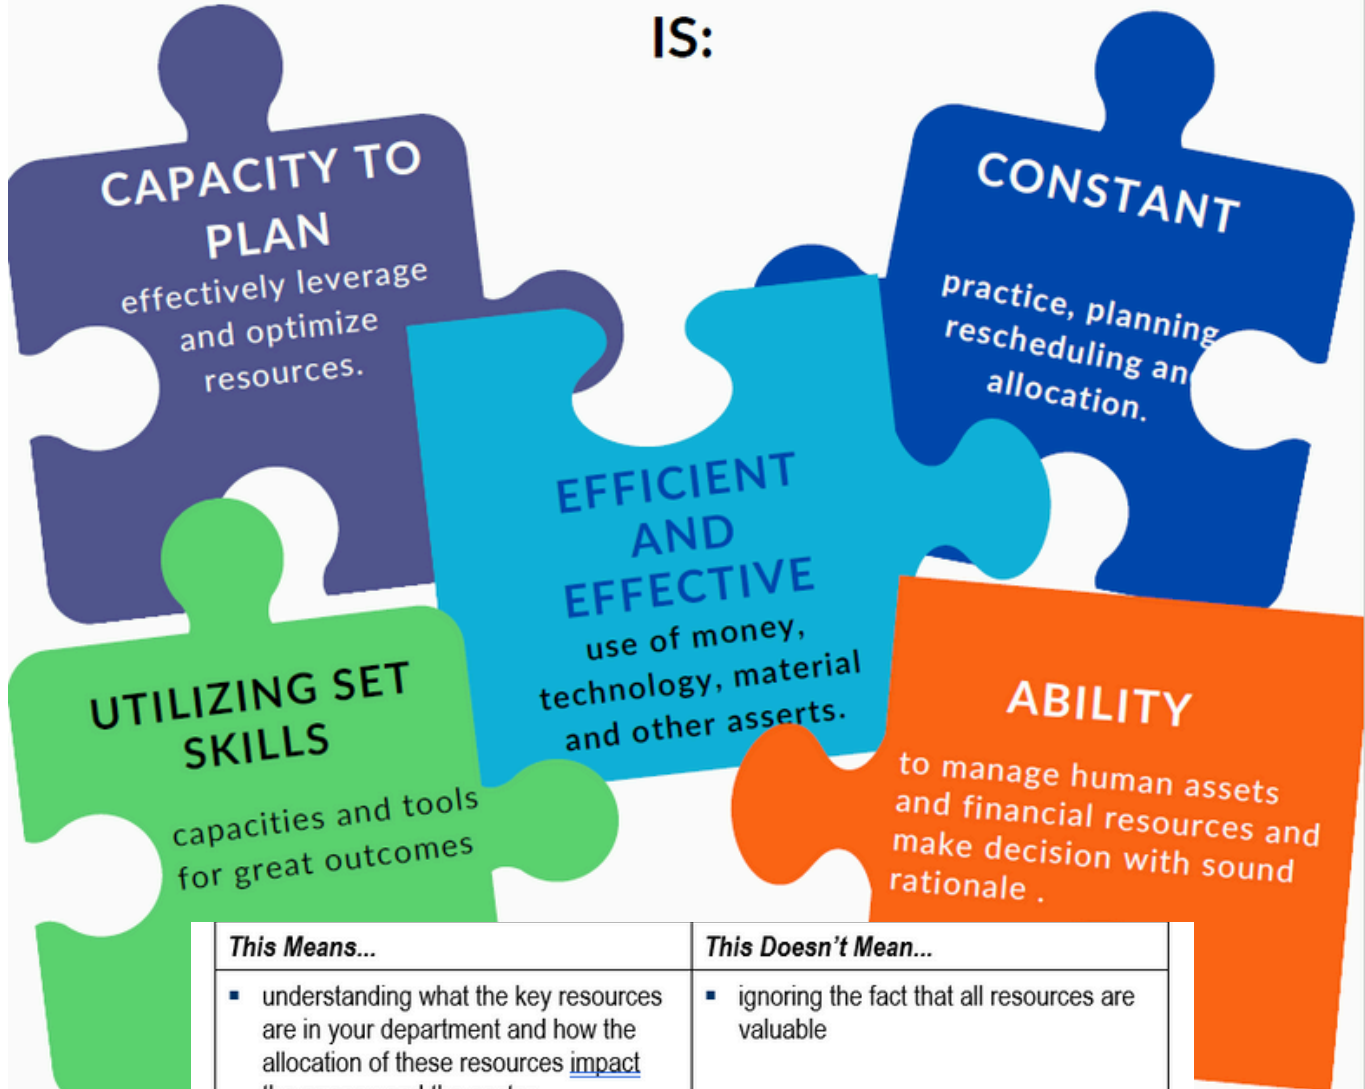 IS:
CAPACITY TO
PLAN
effectively leverage
and optimize
resources.
CONSTANT
practice, planning
rescheduling and
allocation.
EFFICIENT
AND
EFFECTIVE
use of money,
technology, material
and other asserts.
UTILIZING SET
SKILLS
capacities and tools
for great outcomes
ABILITY
to manage human assets
and financial resources and
make decision with sound
rationale .
This Means...
understanding what the key resources
are in your department and how the
allocation of these resources impact
This Doesn't Mean...
ignoring the fact that all resources are
valuable